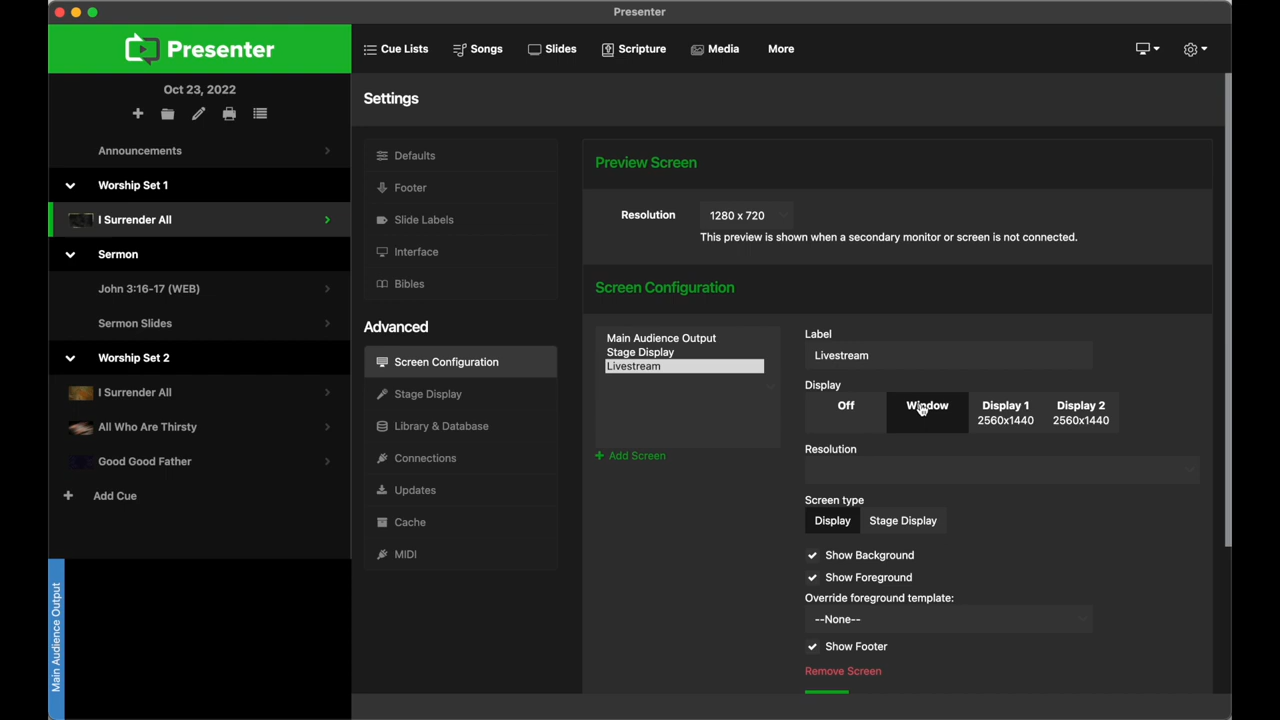 Presenter
Presenter
Cue Lists
Songs
Slides
Scripture
Media
More
Oct 23, 2022
Announcements
Worship Set 1
I Surrender All
Sermon
John 3:16-17 (WEB)
Sermon Slides
Worship Set 2
I Surrender All
All Who Are Thirsty
Good Good Father
Add Cue
Main Audience Output
Settings
Defaults
Footer
Slide Labels
Interface
Bibles
Advanced
Screen Configuration
Stage Display
Library & Database
Connections
Updates
Cache
MIDI
Preview Screen
Resolution
1280 x 720
This preview is shown when a secondary monitor or screen is not connected.
Screen Configuration
Main Audience Output
Stage Display
Livestream
+ Add Screen
Label
Livestream
Display
Off
Window
Display 1
2560x1440
Display 2
2560x1440
Resolution
Screen type
Display
Stage Display
Show Background
Show Foreground
Override foreground template:
--None--
Show Footer
Remove Screen